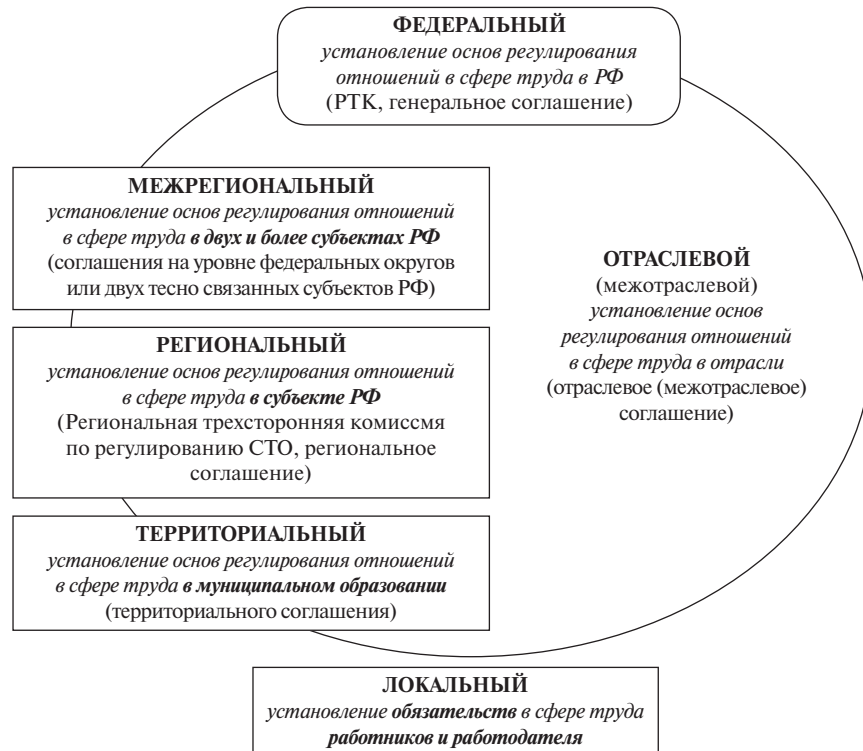 ФЕДЕРАЛЬНЫЙ
установление основ регулирования
отношений в сфере труда в РФ
(РТК, генеральное соглашение)
МЕЖРЕГИОНАЛЬНЫЙ
установление основ регулирования отношений
в сфере труда в двух и более субъектах РФ
(соглашения на уровне федеральных округов
или двух тесно связанных субъектов РФ)
РЕГИОНАЛЬНЫЙ
установление основ регулирования отношений
в сфере труда в субъекте РФ
(Региональная трехсторонняя комиссмя
по регулированию СТО, региональное
соглашение)
ТЕРРИТОРИАЛЬНЫЙ
установление основ регулирования отношений
в сфере труда в муниципальном образовании
(территориального соглашения)
ОТРАСЛЕВОЙ
(межотраслевой)
установление основ
регулирования отношений
в сфере труда в отрасли
(отраслевое (межотраслевое)
соглашение)
ЛОКАЛЬНЫЙ
установление обязательств в сфере труда
работников и работодателя